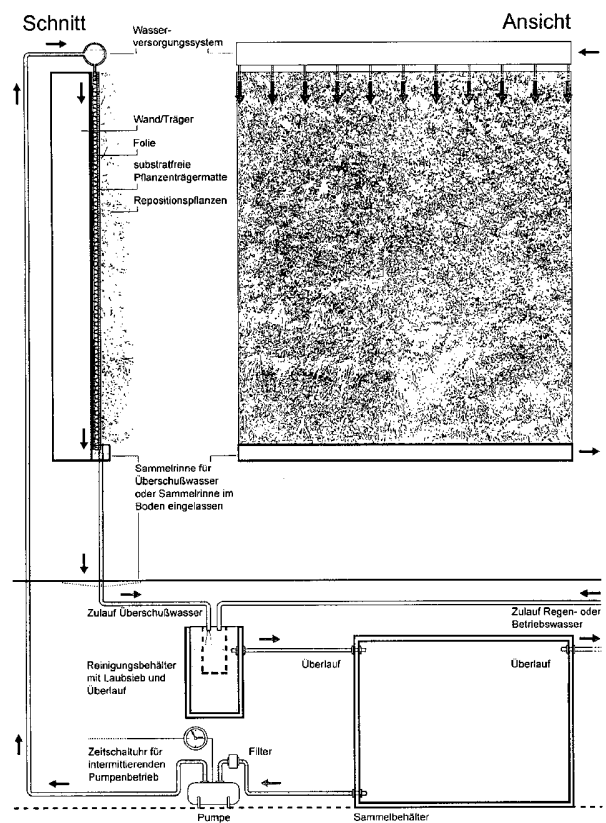 Schnitt
Ansicht
Wasser-
versorgungssystem
Wand/Träger
Folie
substratfreie
Pflanzenträgermatte
Repositionspflanzen
Sammelrinne für
Überschußwasser
oder Sammelrinne im
Boden eingelassen
Zulauf Überschußwasser
Zulauf Regen- oder
Betriebswasser
Reinigungsbehälter
mit Laubsieb und
Überlauf
Überlauf
Überlauf
Zeitschaltuhr für
intermittierenden
Pumpenbetrieb
Filter
Pumpe
Sammelbehälter